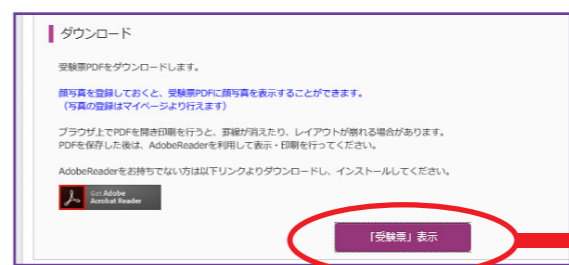 ダウンロード
受験票PDFをダウンロードします。
顔写真を登録しておくと、受験票PDFに顔写真を表示することができます。
（写真の登録はマイページより行えます）
ブラウザ上でPDFを開き印刷を行うと、罫線が消えたり、レイアウトが崩れる場合があります。
PDFを保存した後は、AdobeReaderを利用して表示・印刷を行ってください。
AdobeReaderをお持ちでない方は以下リンクよりダウンロードし、インストールしてください。
Get Adobe
Acrobat Reader
「受験票」表示